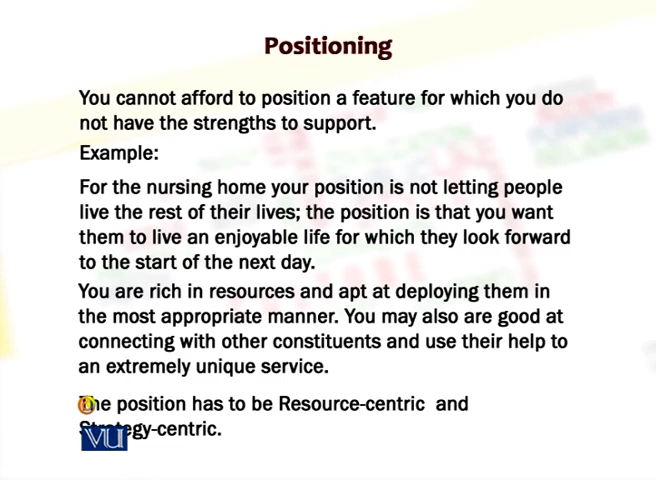 Positioning
You cannot afford to position a feature for which you do
not have the strengths to support.
Example:
For the nursing home your position is not letting people
live the rest of their lives; the position is that you want
them to live an enjoyable life for which they look forward
to the start of the next day.
You are rich in resources and apt at deploying them in
the most appropriate manner. You may also are good at
connecting with other constituents and use their help to
an extremely unique service.
The position has to be Resource-centric and
Strategy-centric.
VU